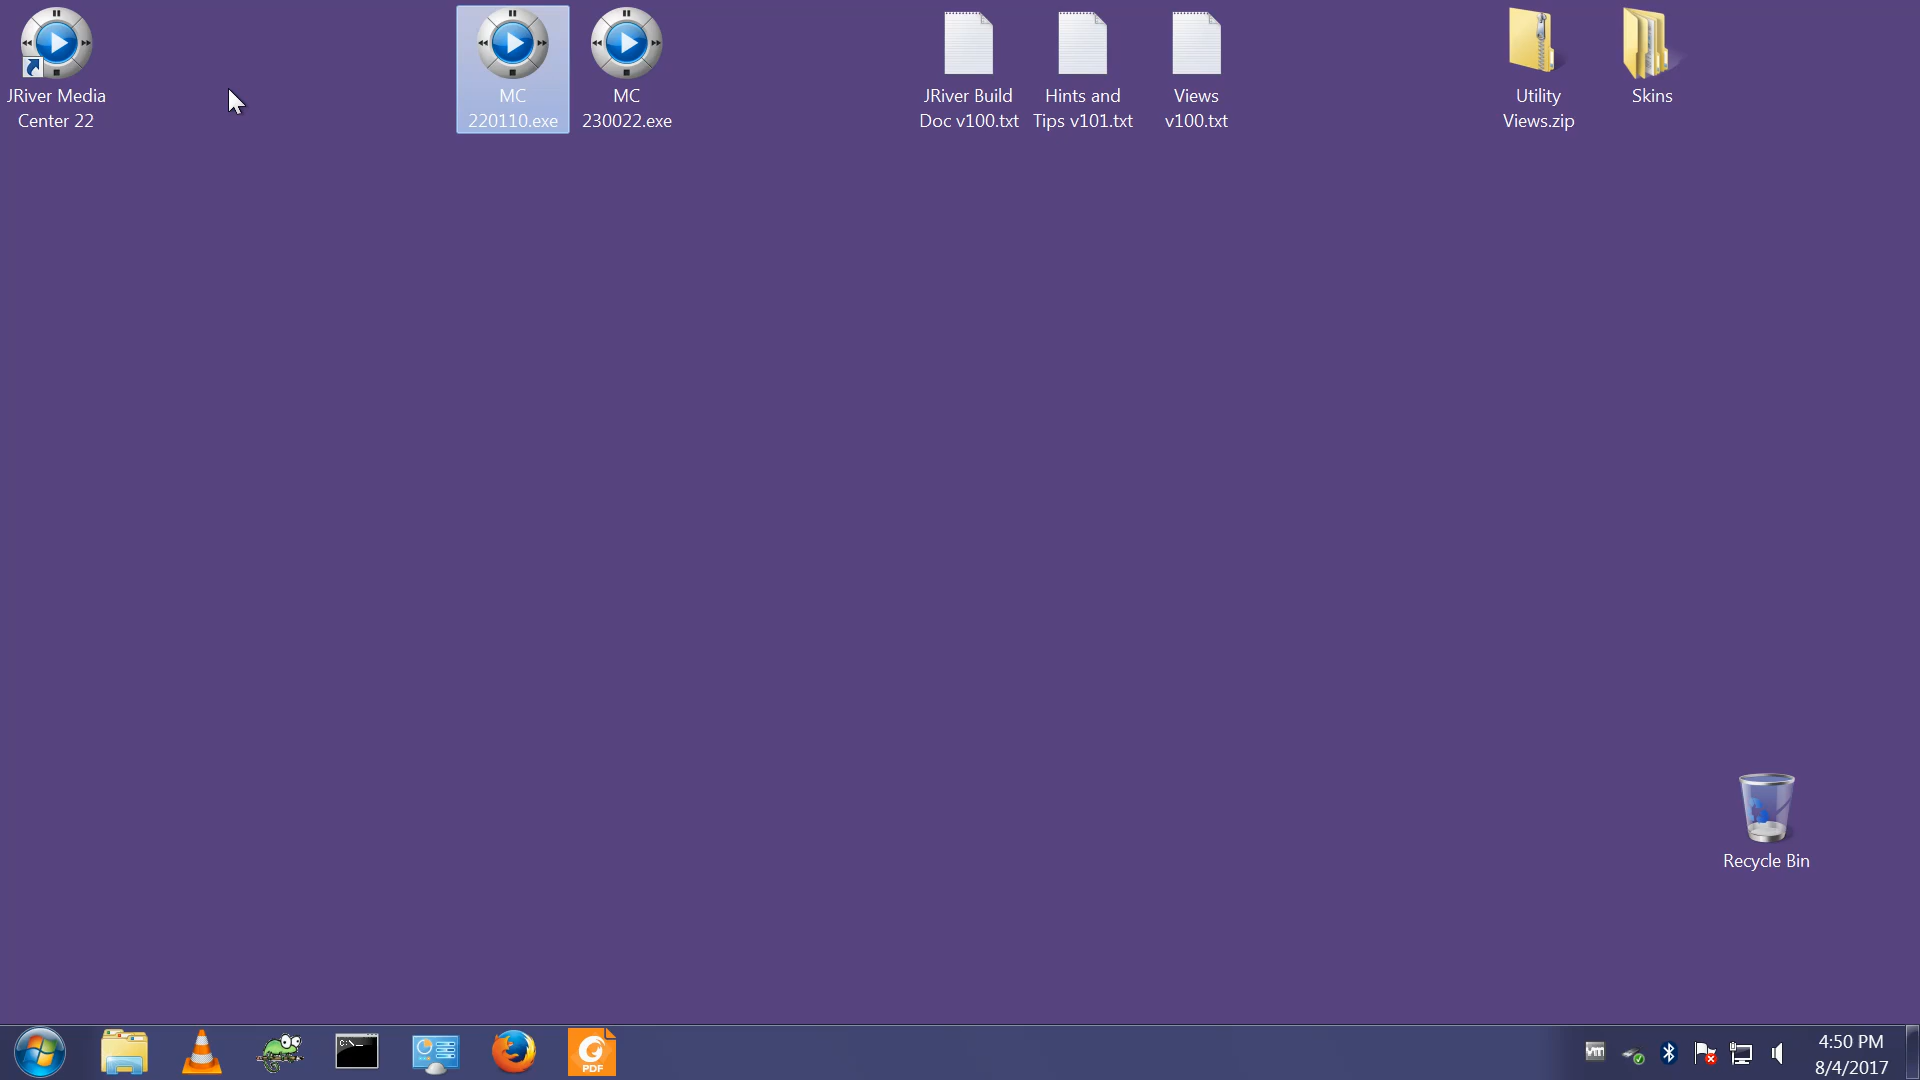 JRiver Media
Center 22
MC
220110.exe
MC
230022.exe
JRiver Build
Doc v100.txt
Hints and
Tips v101.txt
Views
v100.txt
Utility
Views.zip
Skins
Recycle Bin
C:\_
PDF
4:50 PM
8/4/2017